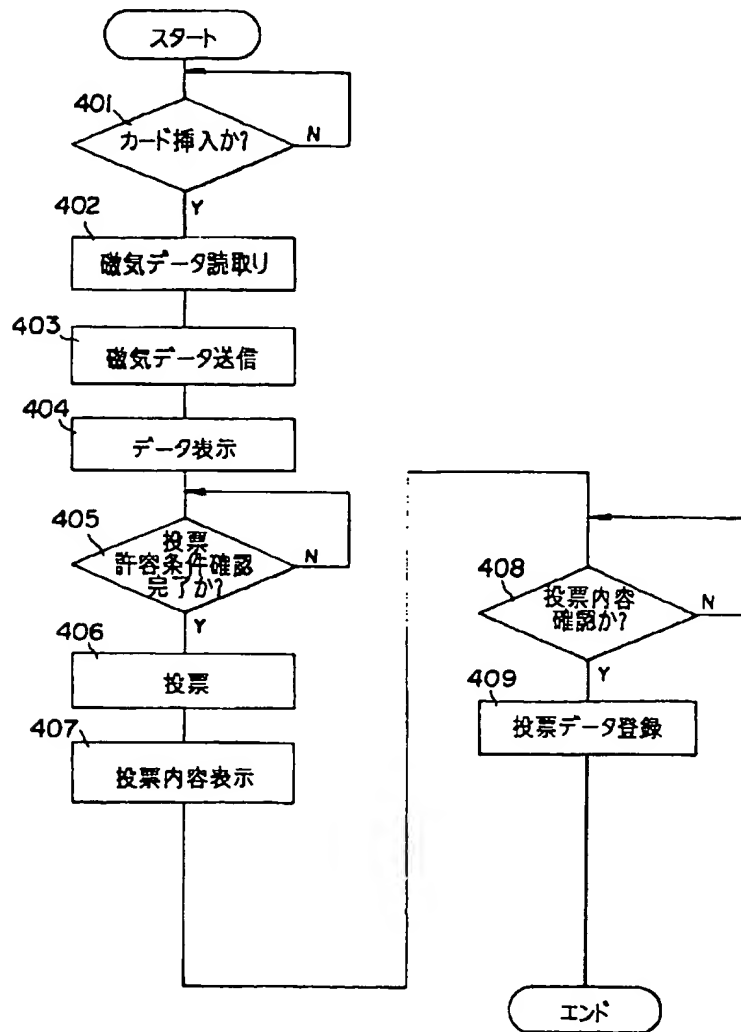 スタート
401
カード挿入か?
N
Y
402
磁気データ読取り
403
磁気データ送信
404
データ表示
405
投票
許容条件確認
完了か?
N
Y
406
投票
407
投票内容表示
408
投票内容
確認か?
N
Y
409
投票データ登録
エンド